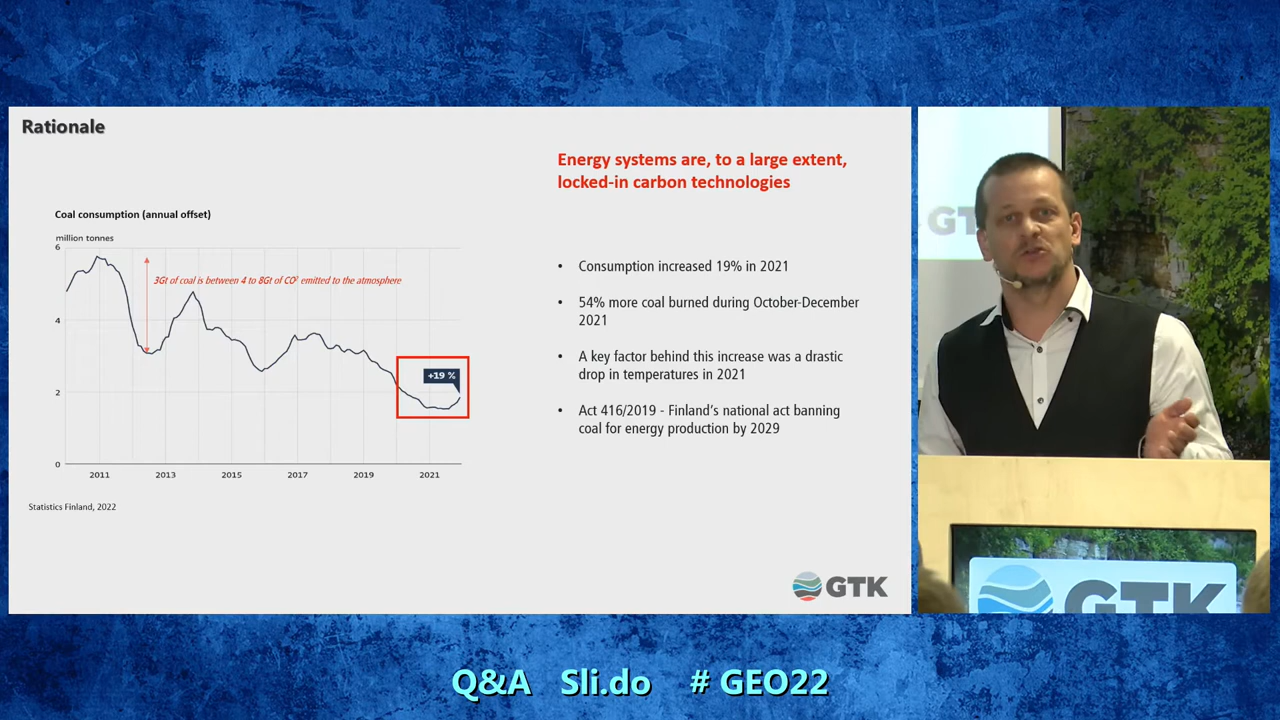 Rationale
Energy systems are, to a large extent,
locked-in carbon technologies
Coal consumption (annual offset)
million tonnes
6
4
2
0
3Gt of coal is between 4 to 8Gt of CO² emitted to the atmosphere
+19 %
2011 2013 2015 2017 2019 2021
Statistics Finland, 2022
• Consumption increased 19% in 2021
• 54% more coal burned during October-December
2021
• A key factor behind this increase was a drastic
drop in temperatures in 2021
• Act 416/2019 - Finland's national act banning
coal for energy production by 2029
GTK
GT
GTK
Q&A Sli.do # GEO22